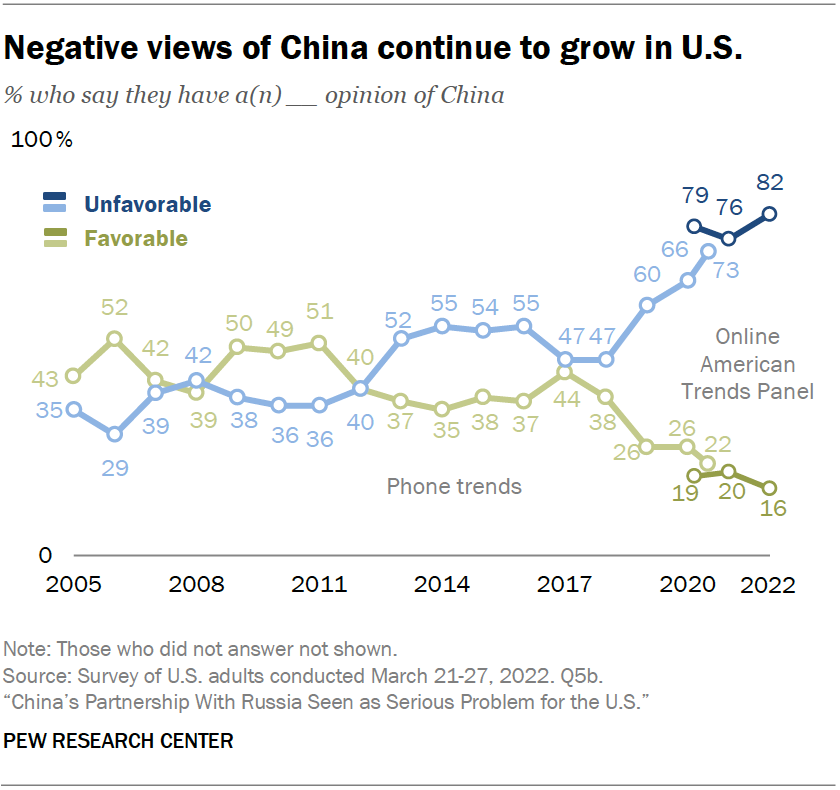 Negative views of China continue to grow in U.S.
% who say they have a(n) __ opinion of China
100%
Unfavorable
Favorable
79 76 82
66 73
60
52 55 54 55 47 47
43 52 42 42 50 49 51 40
35 29 39 39 38 36 36 40
37 35 38 37 44 38
26 26 22
19 20 16
Online
American
Trends Panel
Phone trends
0
2005 2008 2011 2014 2017 2020 2022
Note: Those who did not answer not shown.
Source: Survey of U.S. adults conducted March 21-27, 2022. Q5b.
“China’s Partnership With Russia Seen as Serious Problem for the U.S.”
PEW RESEARCH CENTER